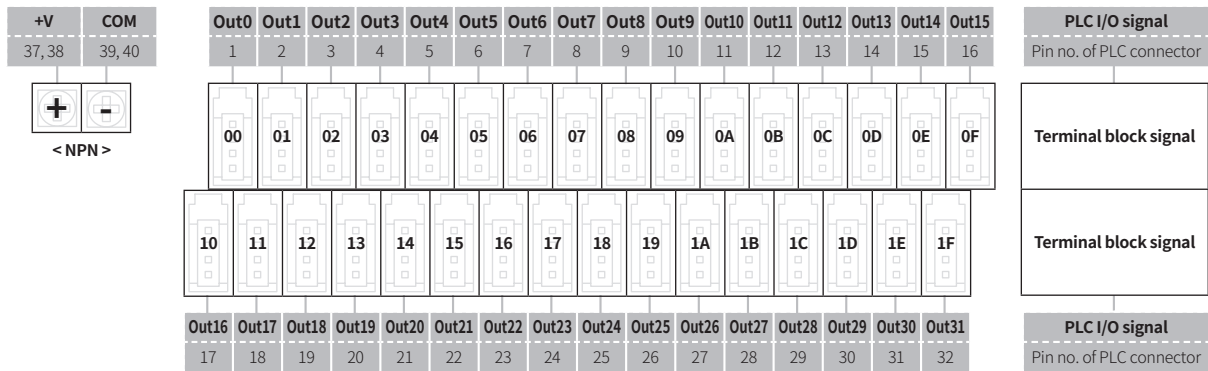 +V COM Out0 Out1 Out2 Out3 Out4 Out5 Out6 Out7 Out8 Out9 Out10 Out11 Out12 Out13 Out14 Out15 PLC I/O signal
37, 38 39, 40 1 2 3 4 5 6 7 8 9 10 11 12 13 14 15 16 Pin no. of PLC connector
+ - 00 01 02 03 04 05 06 07 08 09 0A 0B 0C 0D 0E 0F Terminal block signal
< NPN >
10 11 12 13 14 15 16 17 18 19 1A 1B 1C 1D 1E 1F Terminal block signal
Out16 Out17 Out18 Out19 Out20 Out21 Out22 Out23 Out24 Out25 Out26 Out27 Out28 Out29 Out30 Out31 PLC I/O signal
17 18 19 20 21 22 23 24 25 26 27 28 29 30 31 32 Pin no. of PLC connector